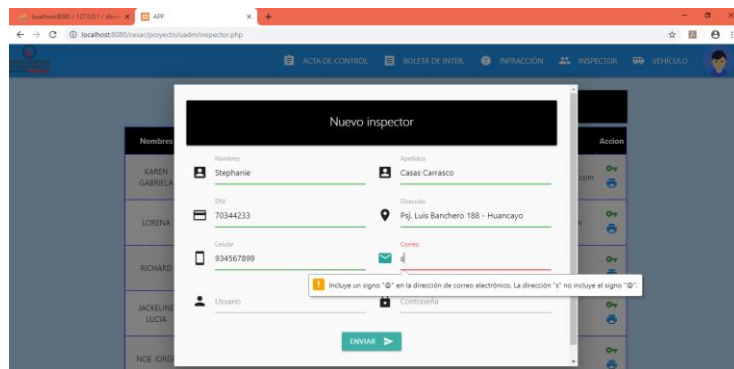 localhost:8080 / 127.0.0.1 /
APP
localhost:8080/cesar/proyecto/uadm/inspector.php
ACTA DE CONTROL
BOLETA DE INTER.
INFRACCIÓN
INSPECTOR
VEHÍCULO
Nuevo inspector
Nombres
Accion
Nombres
Stephanie
Apellidos
Casas Carrasco
KAREN
GABRIELA
.com
DNI
70344233
Dirección
Psj. Luis Banchero 188 - Huancayo
LORENA
Celular
934567899
Correo
s
RICHARD
Incluye un signo "@" en la dirección de correo electrónico. La dirección "s" no incluye el signo "@".
Usuario
Contraseña
JACKELINE
LUCIA
ENVIAR
NOE JORGE